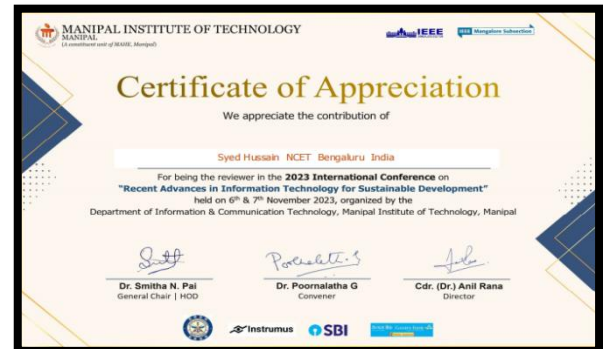 MANIPAL INSTITUTE OF TECHNOLOGY
MANIPAL
(A constituent unit of MAHE, Manipal)
IEEE
IEEE Mangalore Subsection
Certificate of Appreciation
We appreciate the contribution of
Syed Hussain NCET Bengaluru India
For being the reviewer in the 2023 International Conference on
"Recent Advances in Information Technology for Sustainable Development"
held on 6th & 7th November 2023, organized by the
Department of Information & Communication Technology, Manipal Institute of Technology, Manipal
Dr. Smitha N. Pai
General Chair | HOD
Dr. Poornalatha G
Convener
Cdr. (Dr.) Anil Rana
Director
Instrumus
SBI